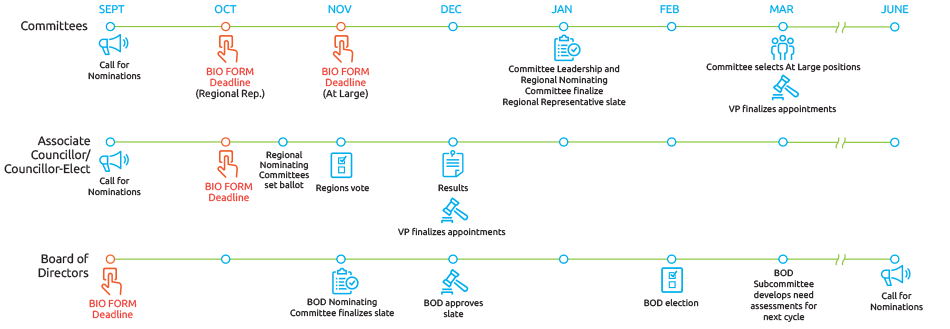 SEPT OCT NOV DEC JAN FEB MAR JUNE
Committees
Call for
Nominations
BIO FORM
Deadline
(Regional Rep.)
BIO FORM
Deadline
(At Large)
Committee Leadership and
Regional Nominating
Committee finalize
Regional Representative slate
Committee selects At Large positions
VP finalizes appointments
Associate
Councillor/
Councillor-Elect
Call for
Nominations
BIO FORM
Deadline
Regional
Nominating
Committees
set ballot
Regions vote
Results
VP finalizes appointments
Board of
Directors
BIO FORM
Deadline
BOD Nominating
Committee finalizes slate
BOD approves
slate
BOD election
BOD
Subcommittee
develops need
assessments for
next cycle
Call for
Nominations